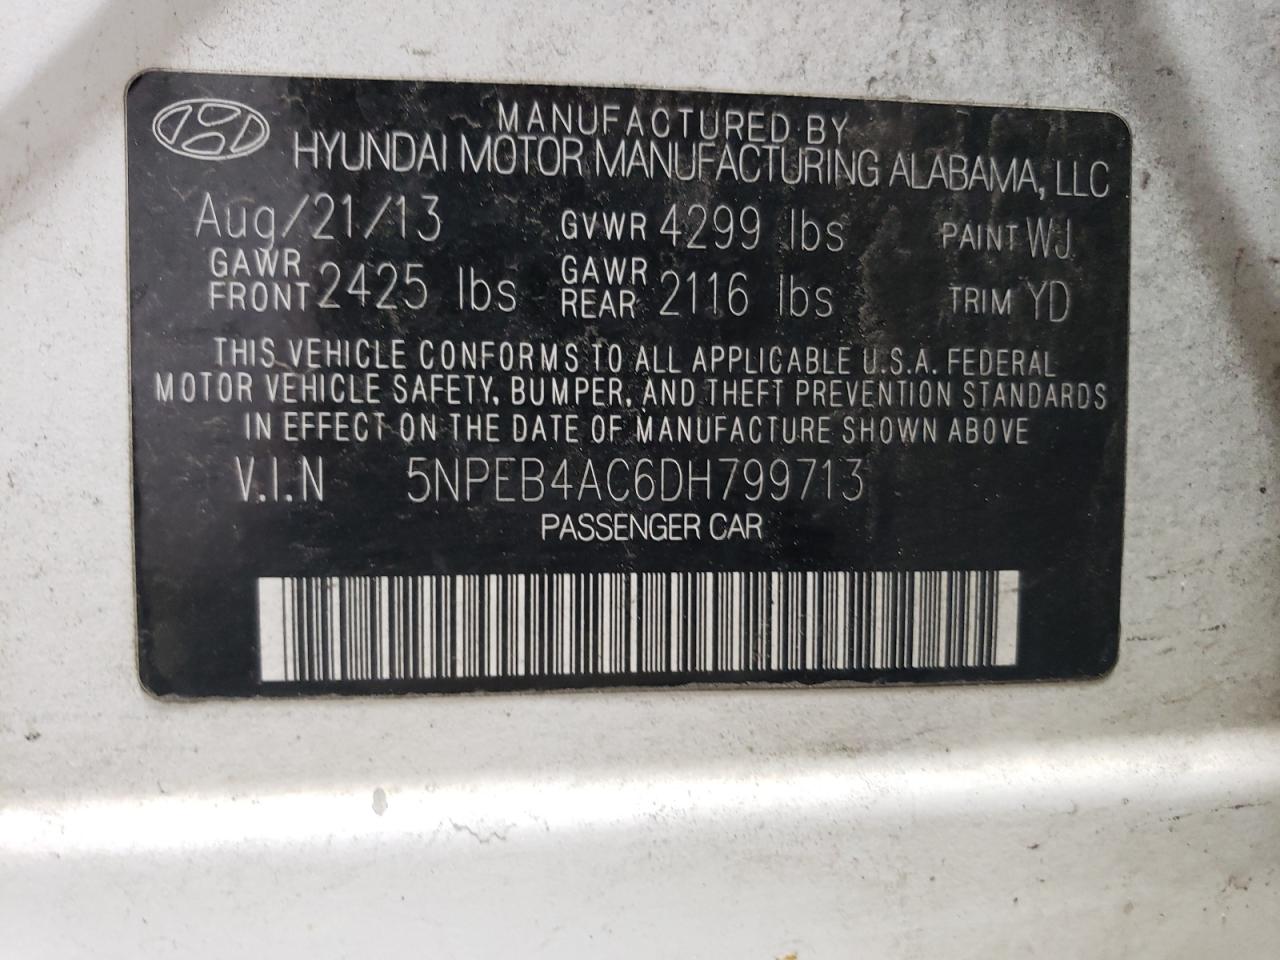 MANUFACTURED BY
HYUNDAI MOTOR MANUFACTURING ALABAMA, LLC
Aug/21/13 GVWR 4299 lbs PAINT WJ
GAWR FRONT 2425 lbs GAWR REAR 2116 lbs TRIM YD
THIS VEHICLE CONFORMS TO ALL APPLICABLE U.S.A. FEDERAL
MOTOR VEHICLE SAFETY, BUMPER, AND THEFT PREVENTION STANDARDS
IN EFFECT ON THE DATE OF MANUFACTURE SHOWN ABOVE
V.I.N 5NPEB4AC6DH799713
PASSENGER CAR